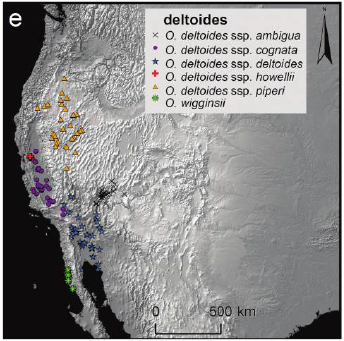 e
deltoides
O. deltoides ssp. ambigua
O. deltoides ssp. cognata
O. deltoides ssp. deltoides
O. deltoides ssp. howellii
O. deltoides ssp. piperi
O. wigginsii
N
0 500 km